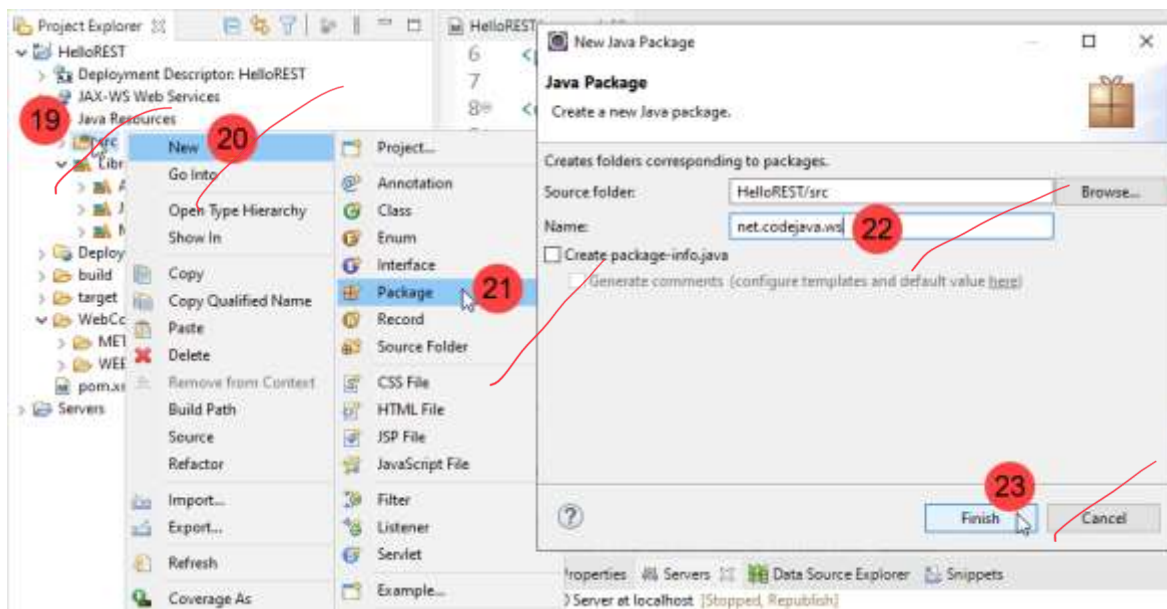 Project Explorer
HelloREST
Deployment Descriptor: HelloREST
JAX-WS Web Services
Java Resources
src
Libr
Deploy
build
target
WebCo
MET
WEE
pom.x
Servers
19
20
New
Go Into
Open Type Hierarchy
Show In
Copy
Copy Qualified Name
Paste
Delete
Remove from Context
Build Path
Source
Refactor
Import...
Export...
Refresh
Coverage As
Project...
Annotation
Class
Enum
Interface
Package
21
Record
Source Folder
CSS File
HTML File
JSP File
JavaScript File
Filter
Listener
Servlet
Example...
HelloREST
6 <
7
8 <
New Java Package
Java Package
Create a new Java package.
Creates folders corresponding to packages.
Source folder: HelloREST/src Browse...
Name: net.codejava.ws 22
Create package-info.java
Generate comments (configure templates and default value here)
23
? Finish Cancel
Properties Servers Data Source Explorer Snippets
Server at localhost [Stopped, Republish]